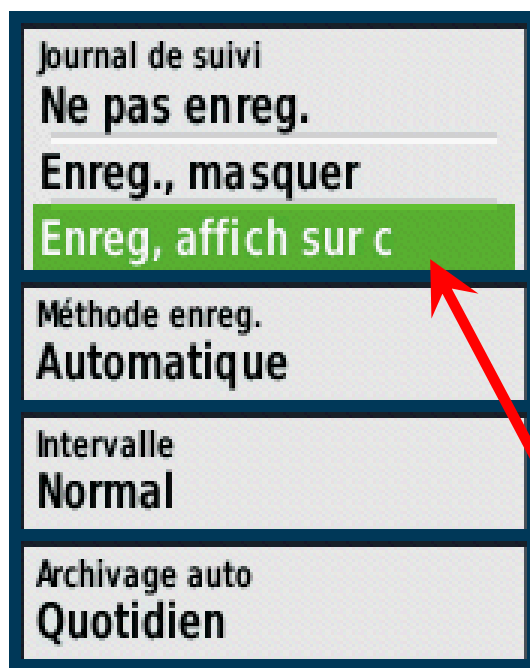 Journal de suivi
Ne pas enreg.
Enreg., masquer
Enreg, affich sur c
Méthode enreg.
Automatique
Intervalle
Normal
Archivage auto
Quotidien